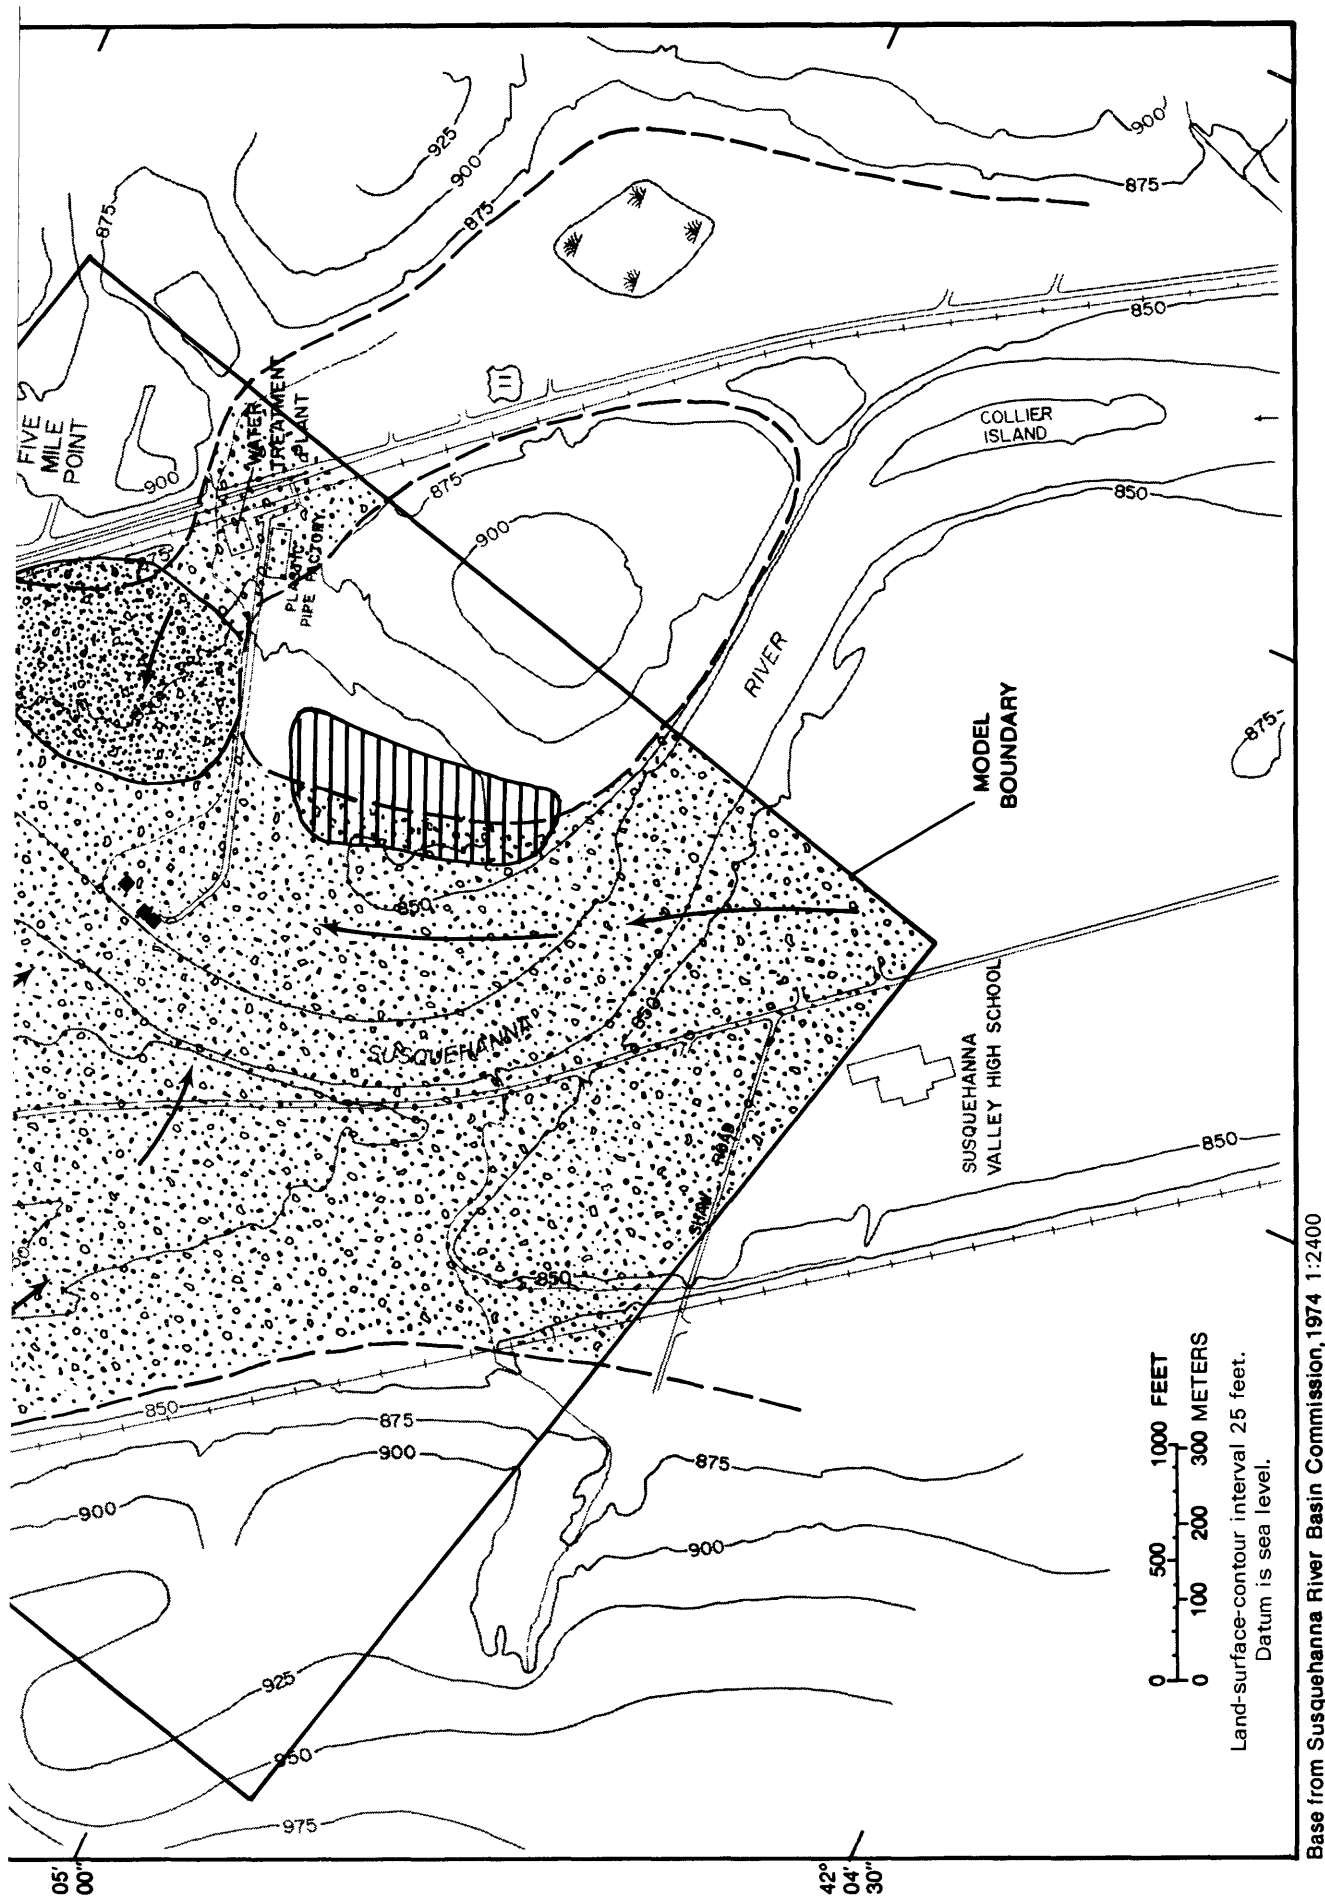 925
900
900
875
875
875
FIVE
MILE
POINT
900
WATER
TREATMENT
PLANT
11
850
COLLIER
ISLAND
875
875
900
PLASTIC
PIPE FACTORY
850
RIVER
MODEL
BOUNDARY
875
850
850
SUSQUEHANNA
SUSQUEHANNA
VALLEY HIGH SCHOOL
SHAW ROAD
850
850
850
875
900
875
900
900
925
950
975
0 500 1000 FEET
0 100 200 300 METERS
Land-surface-contour interval 25 feet.
Datum is sea level.
05'
00"
42°
04'
30"
Base from Susquehanna River Basin Commission, 1974 1:2400